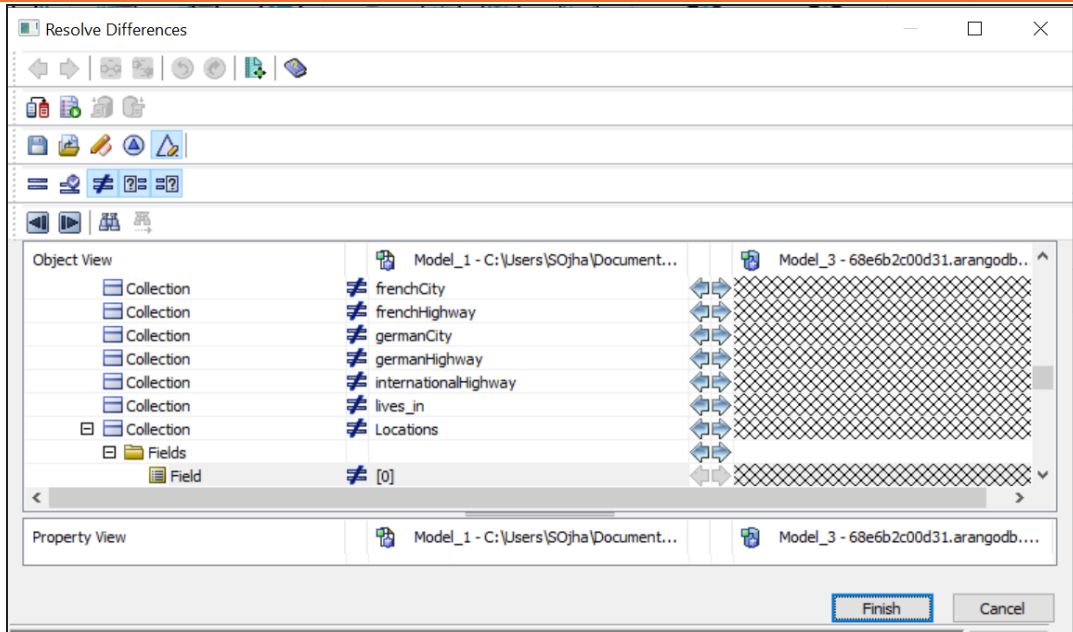 Resolve Differences
Object View Model_1 - C:\Users\SOjha\Document... Model_3 - 68e6b2c00d31.arangodb...
Collection ≠ frenchCity
Collection ≠ frenchHighway
Collection ≠ germanCity
Collection ≠ germanHighway
Collection ≠ internationalHighway
Collection ≠ lives_in
Collection ≠ Locations
Fields
Field ≠ [0]
Property View Model_1 - C:\Users\SOjha\Document... Model_3 - 68e6b2c00d31.arangodb....
Finish Cancel